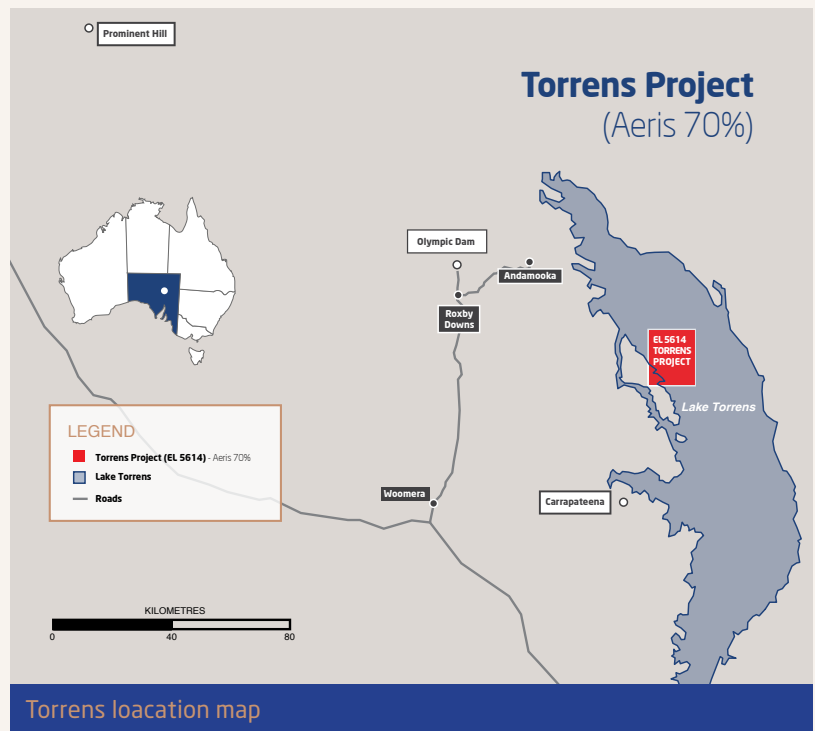 Prominent Hill
Torrens Project
(Aeris 70%)
Olympic Dam
Andamooka
Roxby
Downs
EL 5614
TORRENS
PROJECT
Lake Torrens
LEGEND
Torrens Project (EL 5614) - Aeris 70%
Lake Torrens
Roads
Woomera
Carrapateena
KILOMETRES
0 40 80
Torrens loacation map